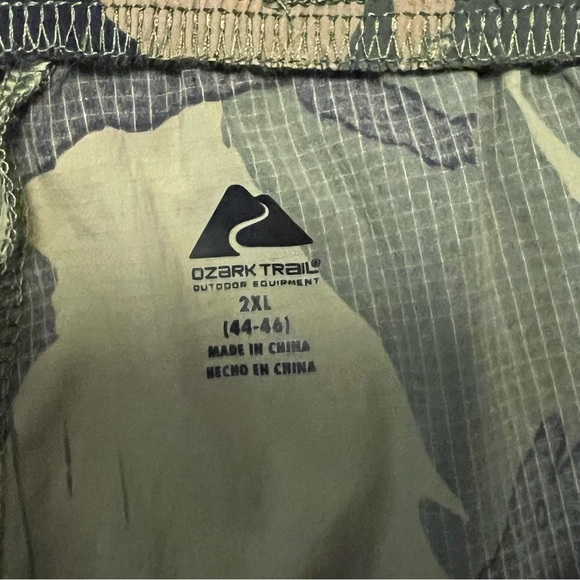 OZARK TRAIL®
OUTDOOR EQUIPMENT
2XL
(44-46)
MADE IN CHINA
HECHO EN CHINA